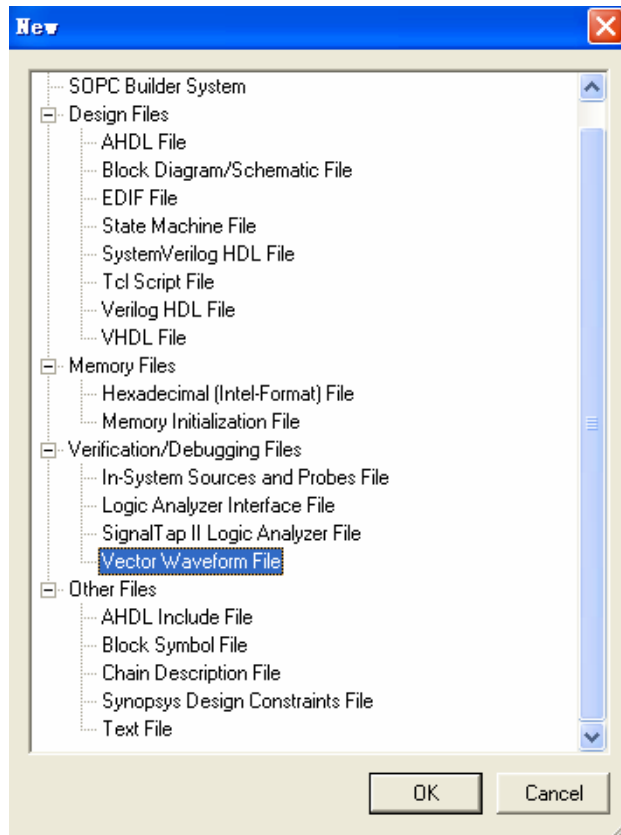 New
SOPC Builder System
Design Files
AHDL File
Block Diagram/Schematic File
EDIF File
State Machine File
SystemVerilog HDL File
Tcl Script File
Verilog HDL File
VHDL File
Memory Files
Hexadecimal (Intel-Format) File
Memory Initialization File
Verification/Debugging Files
In-System Sources and Probes File
Logic Analyzer Interface File
SignalTap II Logic Analyzer File
Vector Waveform File
Other Files
AHDL Include File
Block Symbol File
Chain Description File
Synopsys Design Constraints File
Text File
OK Cancel